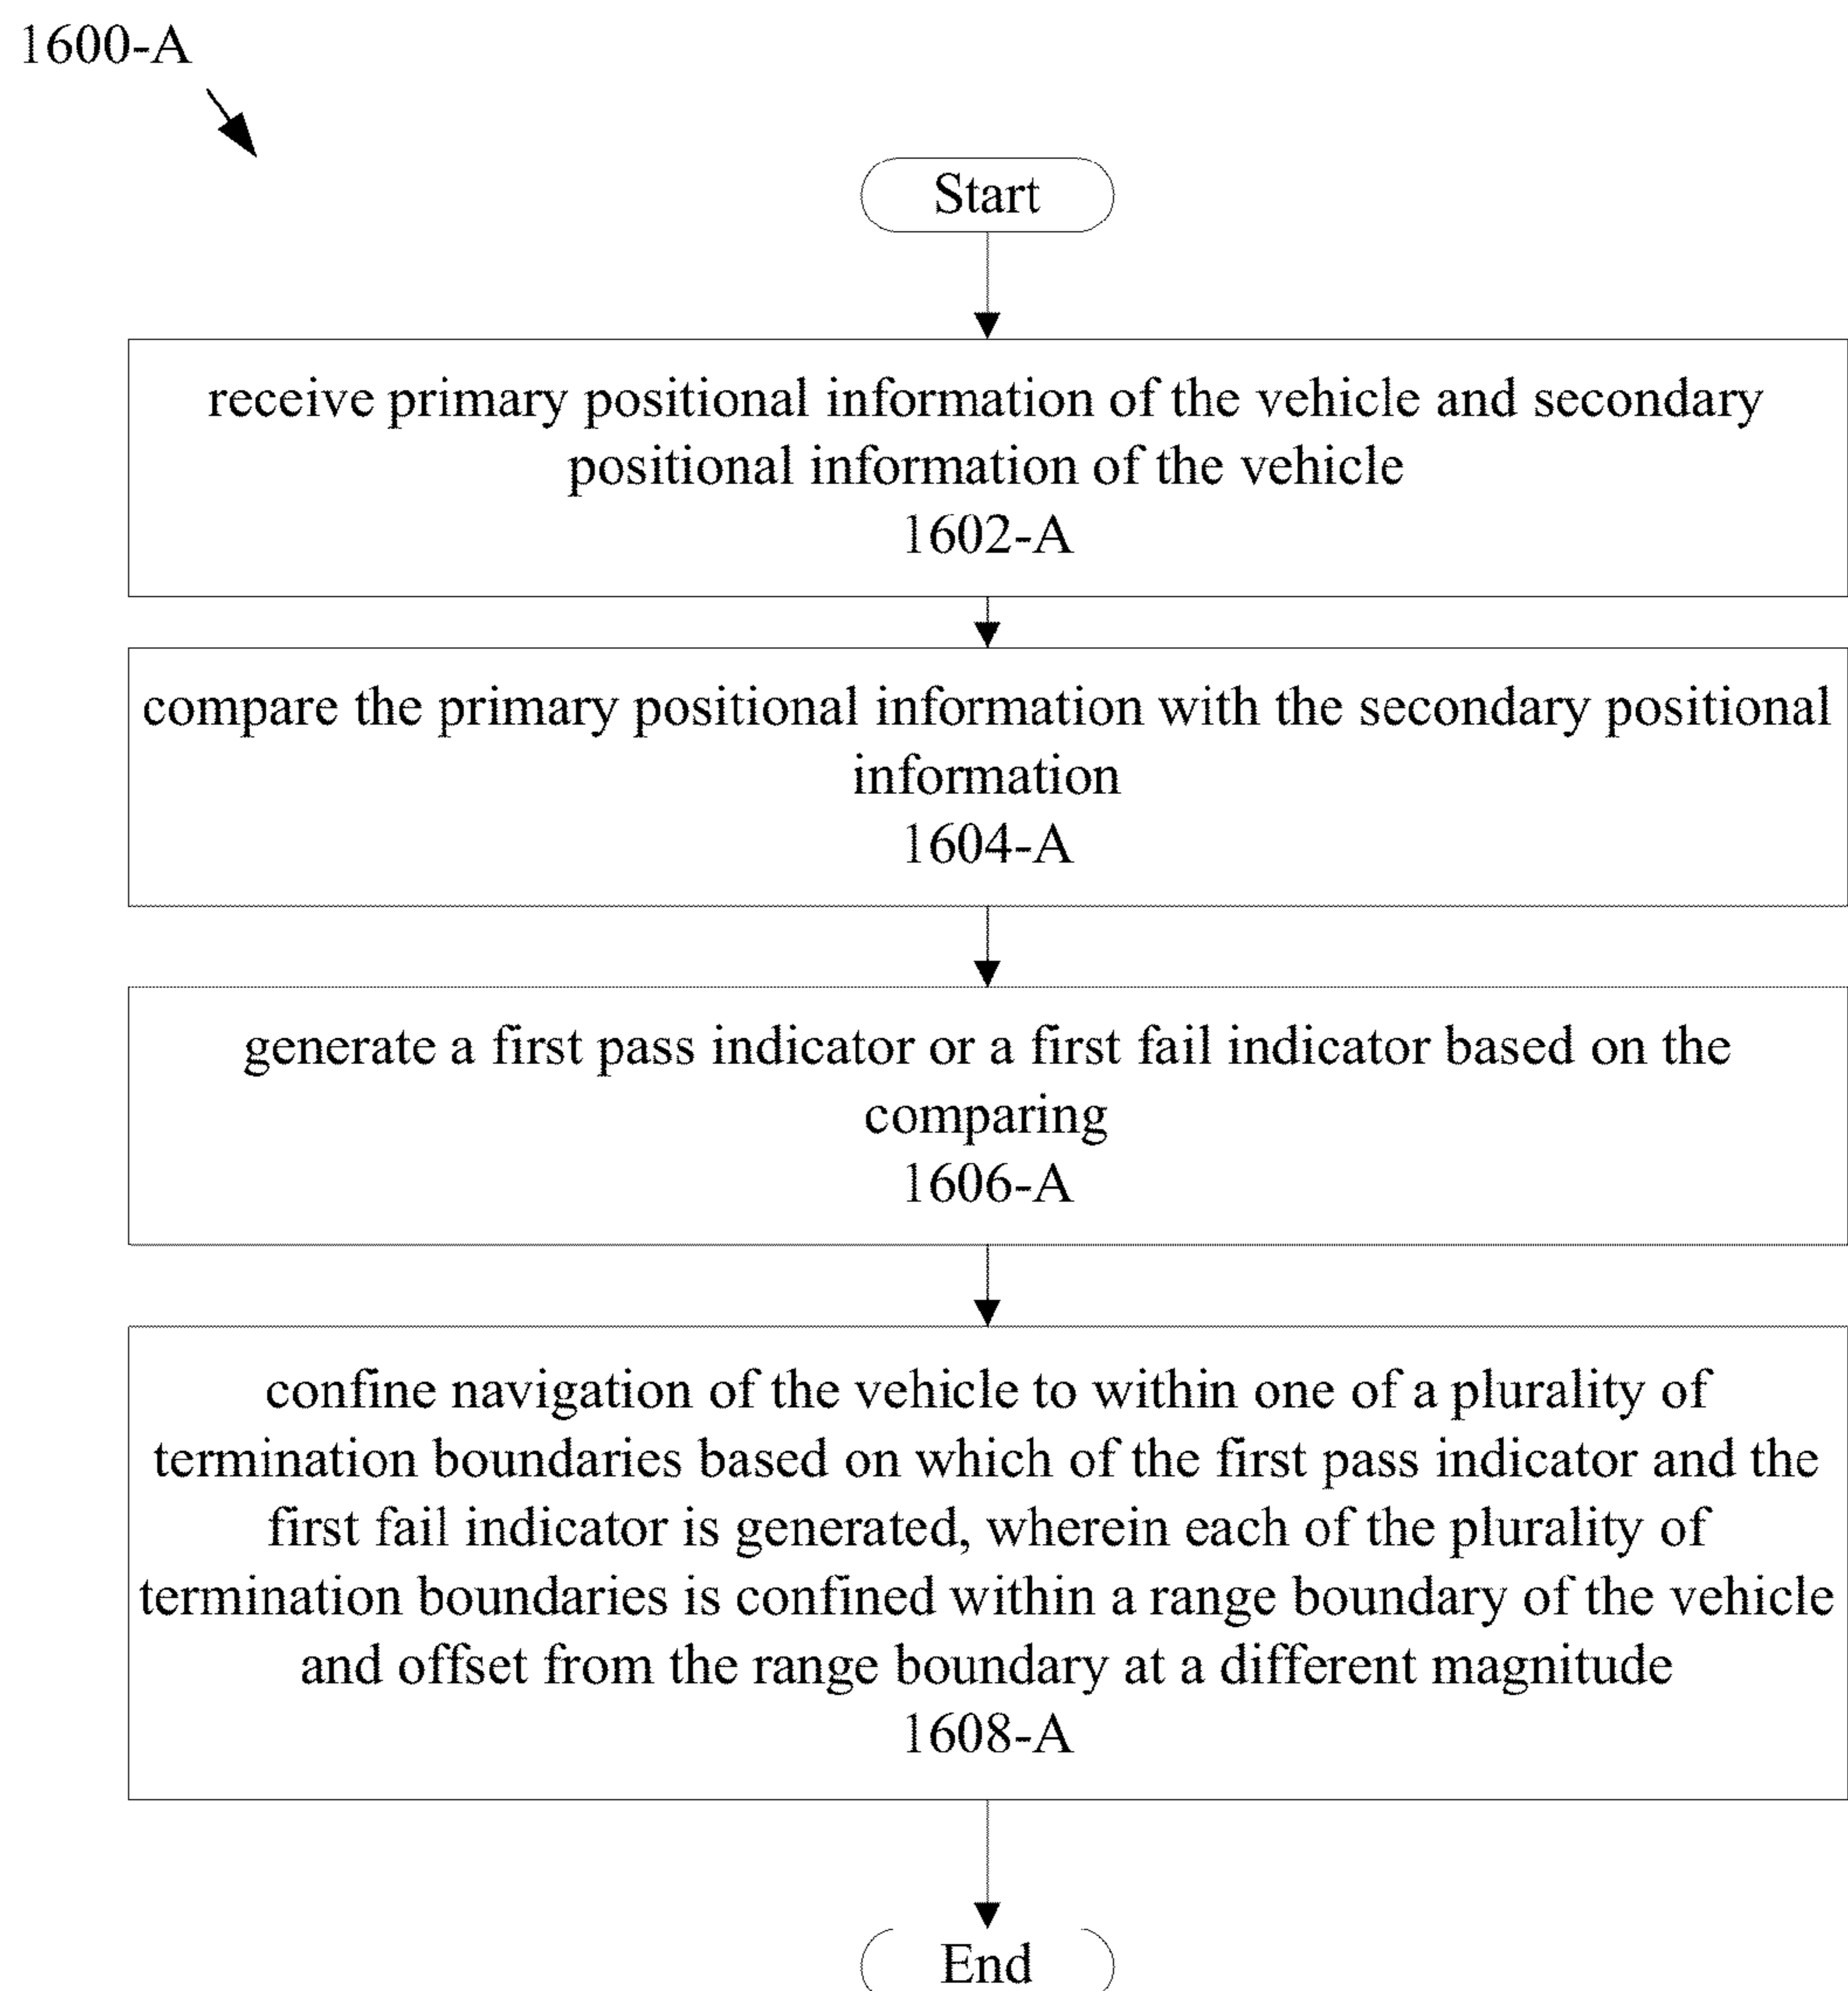 1600-A
Start
receive primary positional information of the vehicle and secondary
positional information of the vehicle
1602-A
compare the primary positional information with the secondary positional
information
1604-A
generate a first pass indicator or a first fail indicator based on the
comparing
1606-A
confine navigation of the vehicle to within one of a plurality of
termination boundaries based on which of the first pass indicator and the
first fail indicator is generated, wherein each of the plurality of
termination boundaries is confined within a range boundary of the vehicle
and offset from the range boundary at a different magnitude
1608-A
End